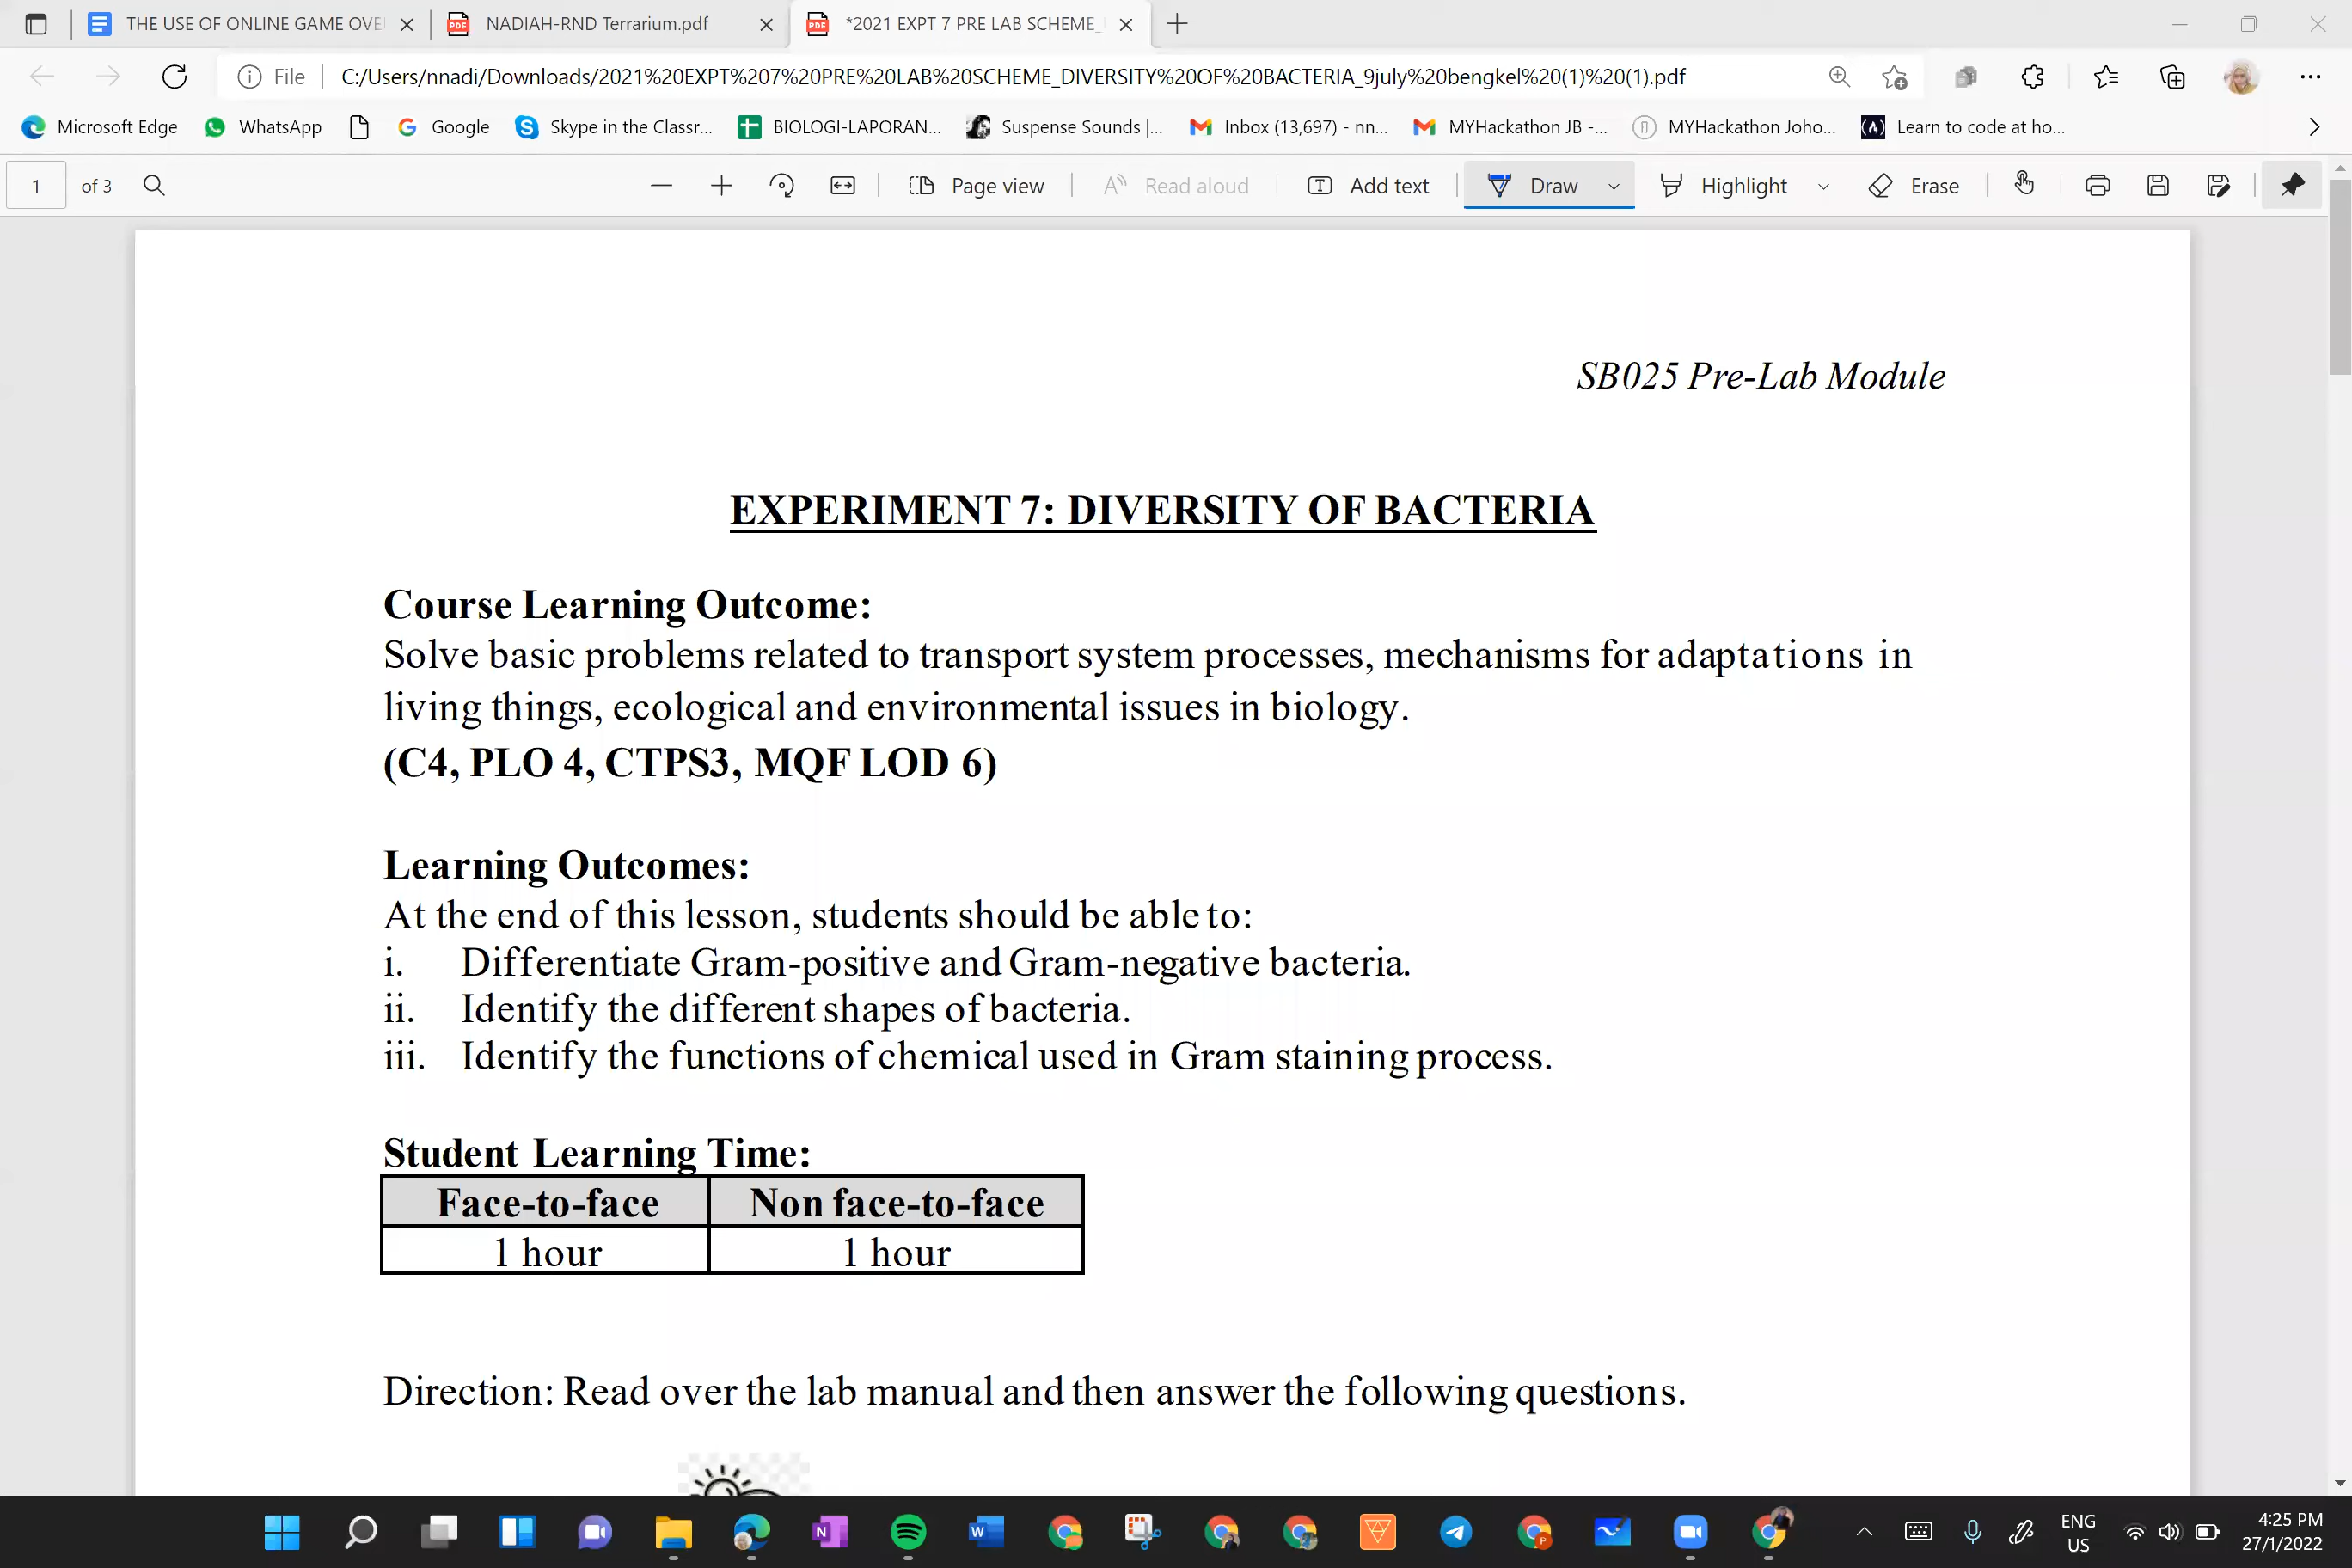 THE USE OF ONLINE GAME OVE
NADIAH-RND Terrarium.pdf
*2021 EXPT 7 PRE LAB SCHEME_
File
C:/Users/nnadi/Downloads/2021%20EXPT%207%20PRE%20LAB%20SCHEME_DIVERSITY%20OF%20BACTERIA_9july%20bengkel%20(1)%20(1).pdf
Microsoft Edge
WhatsApp
Google
Skype in the Classr...
BIOLOGI-LAPORAN...
Suspense Sounds |...
Inbox (13,697) - nn...
MYHackathon JB -...
MYHackathon Joho...
Learn to code at ho...
1 of 3
Page view
Read aloud
Add text
Draw
Highlight
Erase
SB025 Pre-Lab Module
EXPERIMENT 7: DIVERSITY OF BACTERIA
Course Learning Outcome:
Solve basic problems related to transport system processes, mechanisms for adaptations in
living things, ecological and environmental issues in biology.
(C4, PLO 4, CTPS3, MQF LOD 6)
Learning Outcomes:
At the end of this lesson, students should be able to:
i. Differentiate Gram-positive and Gram-negative bacteria.
ii. Identify the different shapes of bacteria.
iii. Identify the functions of chemical used in Gram staining process.
Student Learning Time:
Face-to-face Non face-to-face
1 hour 1 hour
Direction: Read over the lab manual and then answer the following questions.
ENG
US
4:25 PM
27/1/2022